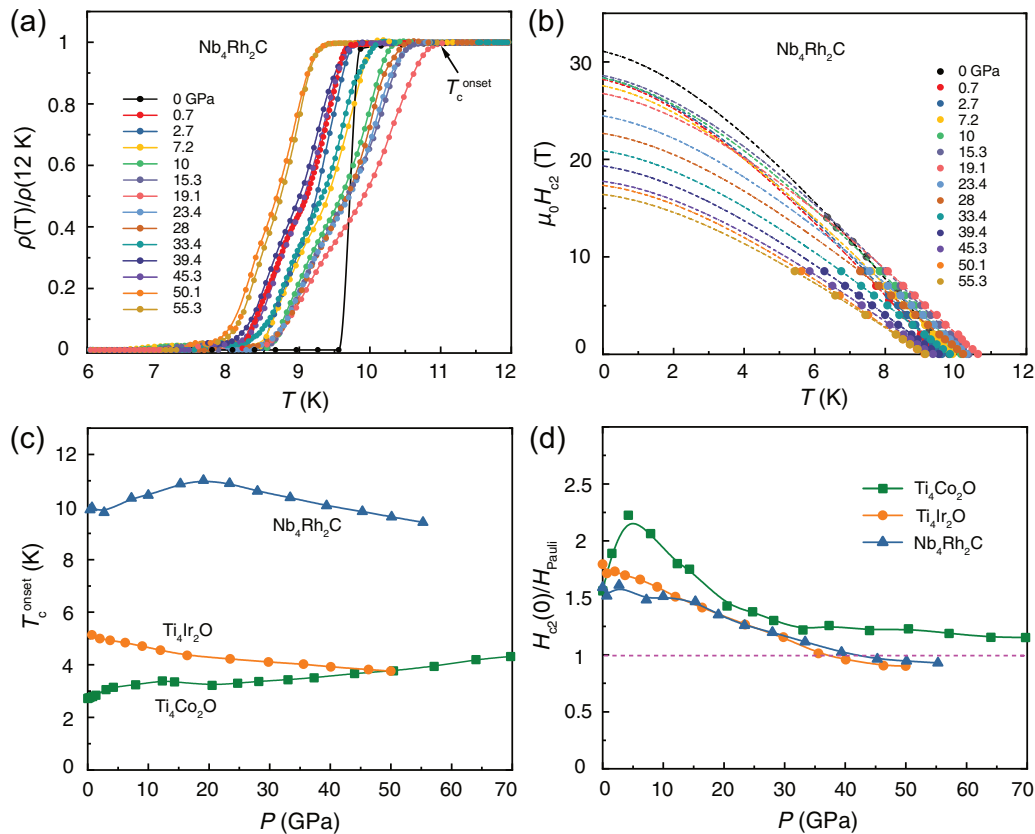 (a)
Nb₄Rh₂C
T_c^onset
0 GPa
0.7
2.7
7.2
10
15.3
19.1
23.4
28
33.4
39.4
45.3
50.1
55.3
ρ(T)/ρ(12 K)
1
0.8
0.6
0.4
0.2
0
6 7 8 9 10 11 12
T (K)
(b)
Nb₄Rh₂C
0 GPa
0.7
2.7
7.2
10
15.3
19.1
23.4
28
33.4
39.4
45.3
50.1
55.3
μ₀H_c2 (T)
30
20
10
0
0 2 4 6 8 10 12
T (K)
(c)
T_c^onset (K)
12
10
8
6
4
2
0
Nb₄Rh₂C
Ti₄Ir₂O
Ti₄Co₂O
0 10 20 30 40 50 60 70
P (GPa)
(d)
H_c2(0)/H_Pauli
2.5
2
1.5
1
0.5
0
Ti₄Co₂O
Ti₄Ir₂O
Nb₄Rh₂C
0 10 20 30 40 50 60 70
P (GPa)